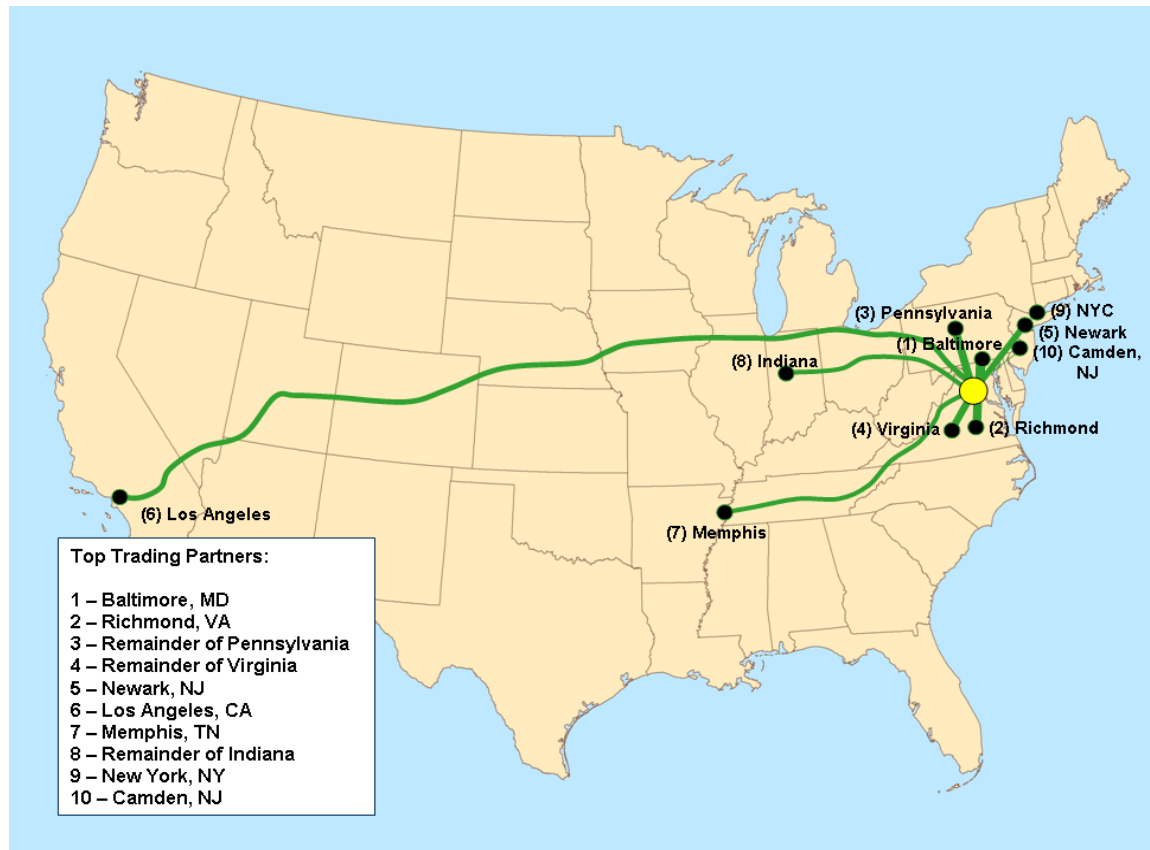 (3) Pennsylvania
(9) NYC
(5) Newark
(1) Baltimore
(10) Camden,
NJ
(8) Indiana
(4) Virginia
(2) Richmond
(6) Los Angeles
(7) Memphis
Top Trading Partners:
1 – Baltimore, MD
2 – Richmond, VA
3 – Remainder of Pennsylvania
4 – Remainder of Virginia
5 – Newark, NJ
6 – Los Angeles, CA
7 – Memphis, TN
8 – Remainder of Indiana
9 – New York, NY
10 – Camden, NJ